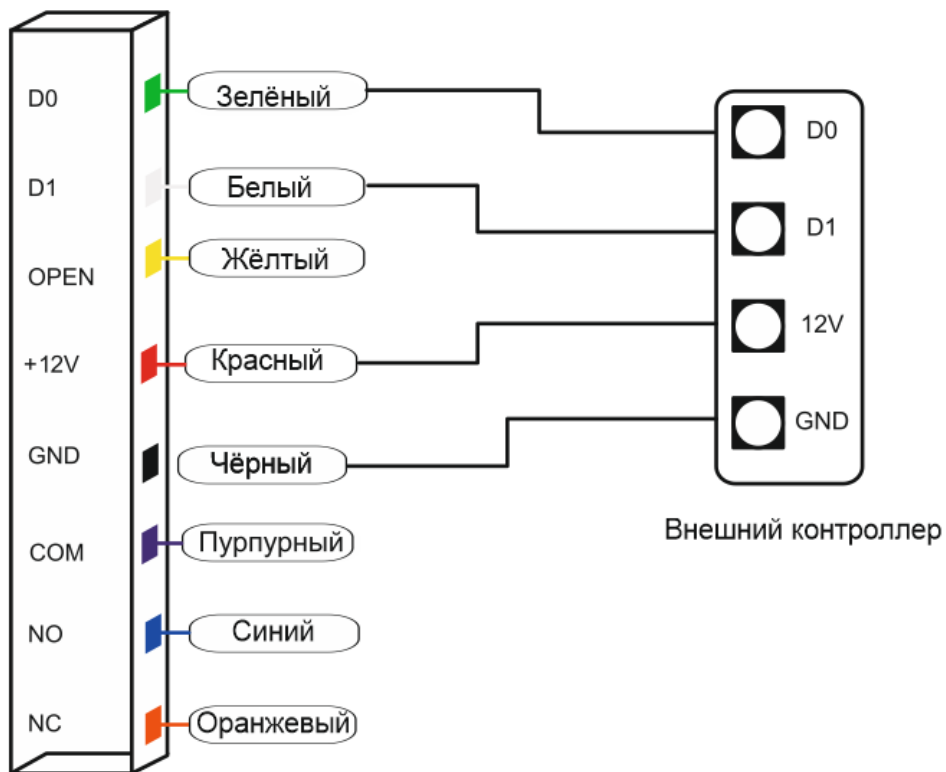 D0
Зелёный
D0
D1
Белый
D1
OPEN
Жёлтый
+12V
Красный
12V
GND
Чёрный
GND
COM
Пурпурный
Внешний контроллер
NO
Синий
NC
Оранжевый